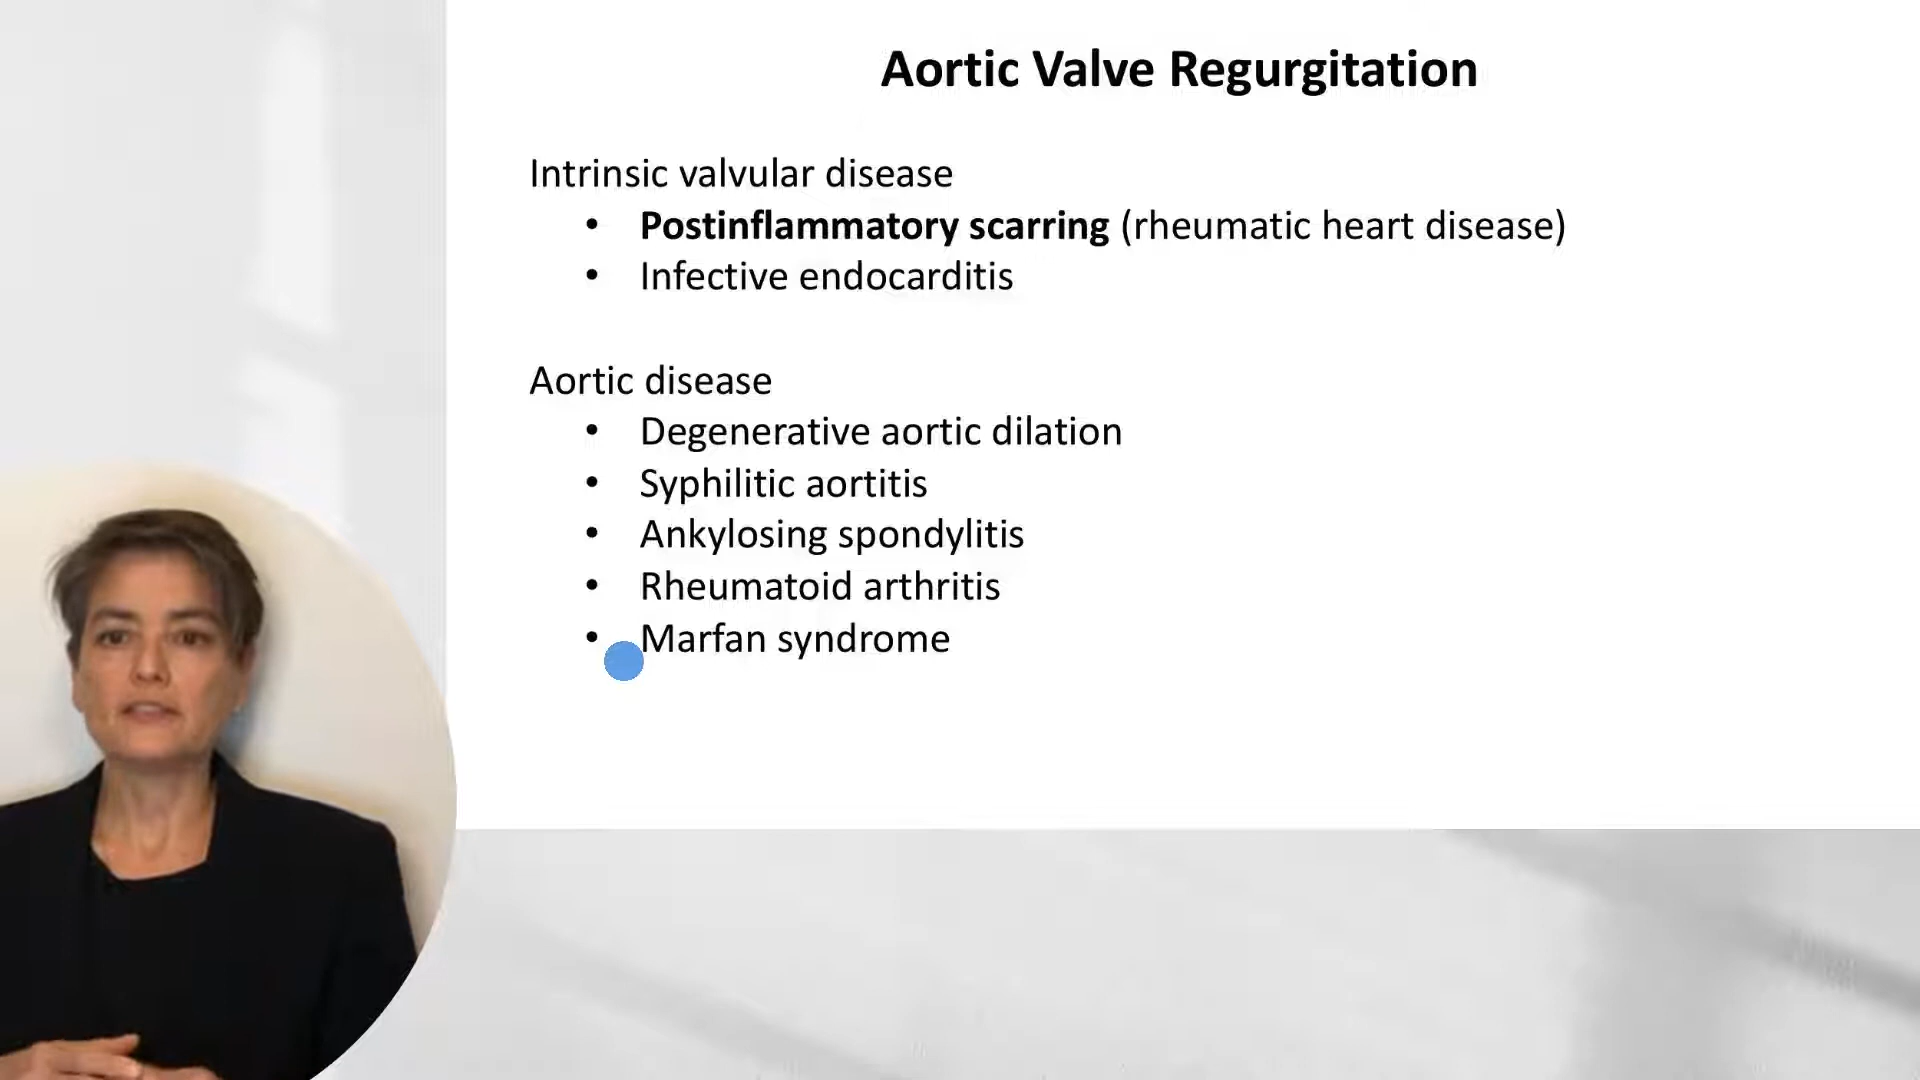 Aortic Valve Regurgitation
Intrinsic valvular disease
• Postinflammatory scarring (rheumatic heart disease)
• Infective endocarditis
Aortic disease
• Degenerative aortic dilation
• Syphilitic aortitis
• Ankylosing spondylitis
• Rheumatoid arthritis
• Marfan syndrome